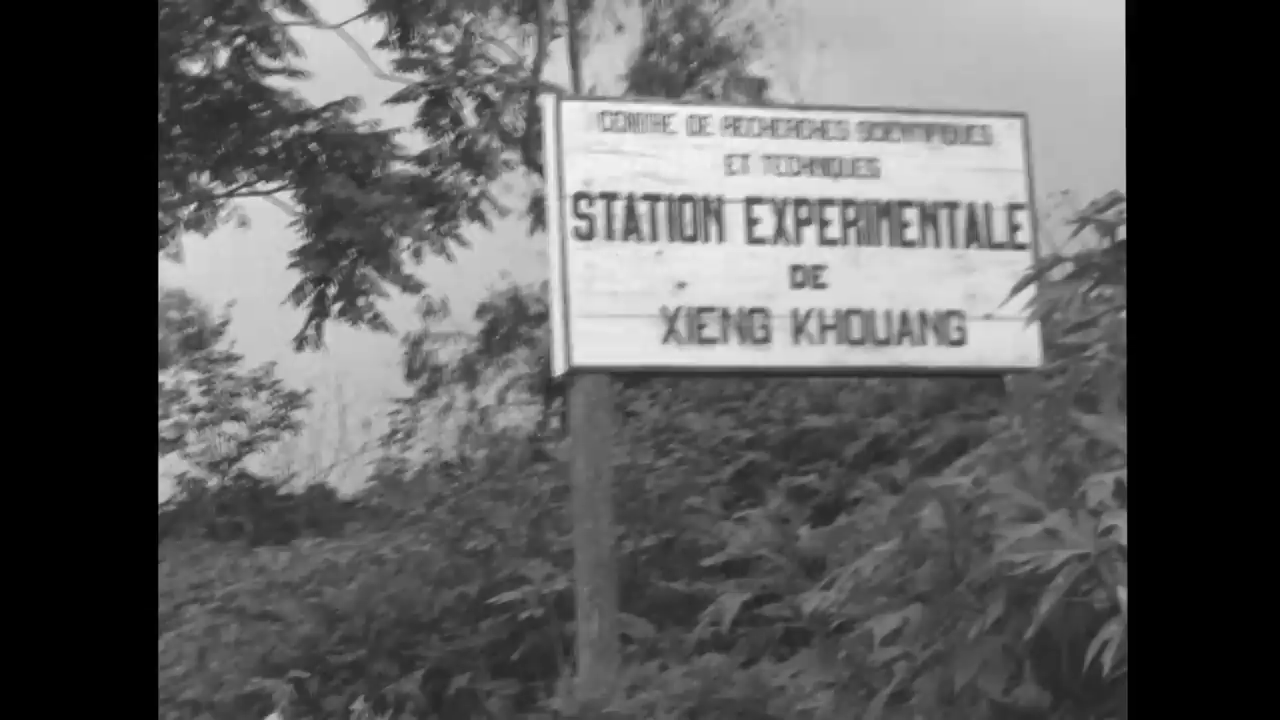 CENTRE DE RECHERCHES SCIENTIFIQUES
ET TECHNIQUES
STATION EXPERIMENTALE
DE
XIENG KHOUANG